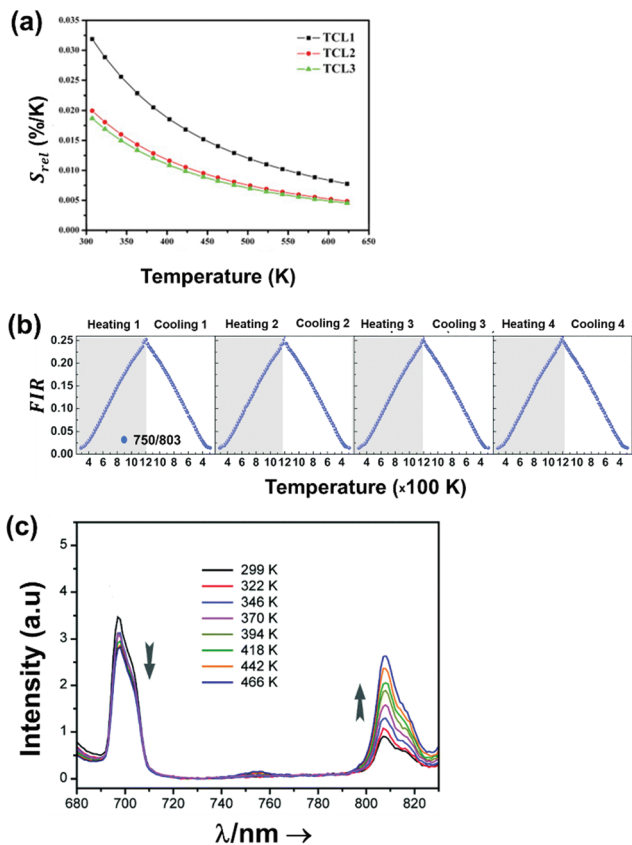 (a)
0.035
0.030
0.025
0.020
0.015
0.010
0.005
0.000
S_rel (%/K)
TCL1
TCL2
TCL3
300 350 400 450 500 550 600 650
Temperature (K)
(b)
Heating 1 Cooling 1 Heating 2 Cooling 2 Heating 3 Cooling 3 Heating 4 Cooling 4
0.25
0.20
0.15
0.10
0.05
0.00
FIR
750/803
4 6 8 10 12 10 8 6 4 4 6 8 10 12 10 8 6 4 4 6 8 10 12 10 8 6 4 4 6 8 10 12 10 8 6 4
Temperature (×100 K)
(c)
5
4
3
2
1
0
Intensity (a.u)
299 K
322 K
346 K
370 K
394 K
418 K
442 K
466 K
680 700 720 740 760 780 800 820
λ/nm →